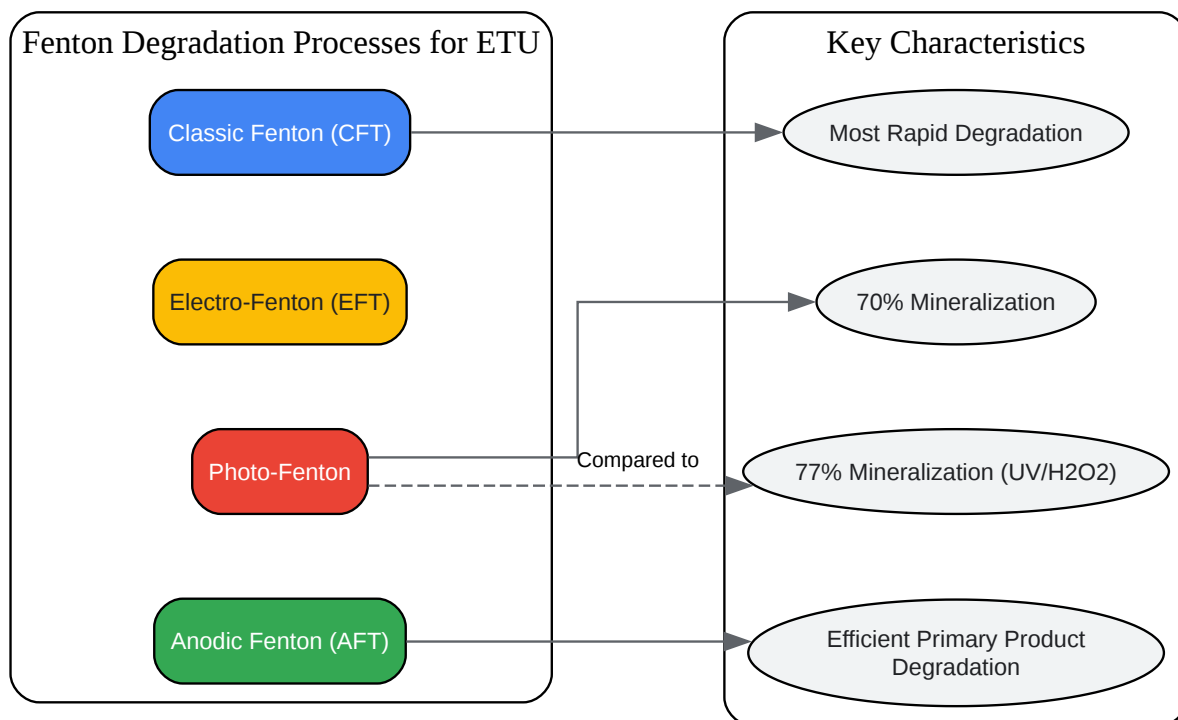 Fenton Degradation Processes for ETU
Key Characteristics
Classic Fenton (CFT)
Most Rapid Degradation
Electro-Fenton (EFT)
70% Mineralization
Photo-Fenton
Compared to
77% Mineralization (UV/H2O2)
Anodic Fenton (AFT)
Efficient Primary Product
Degradation